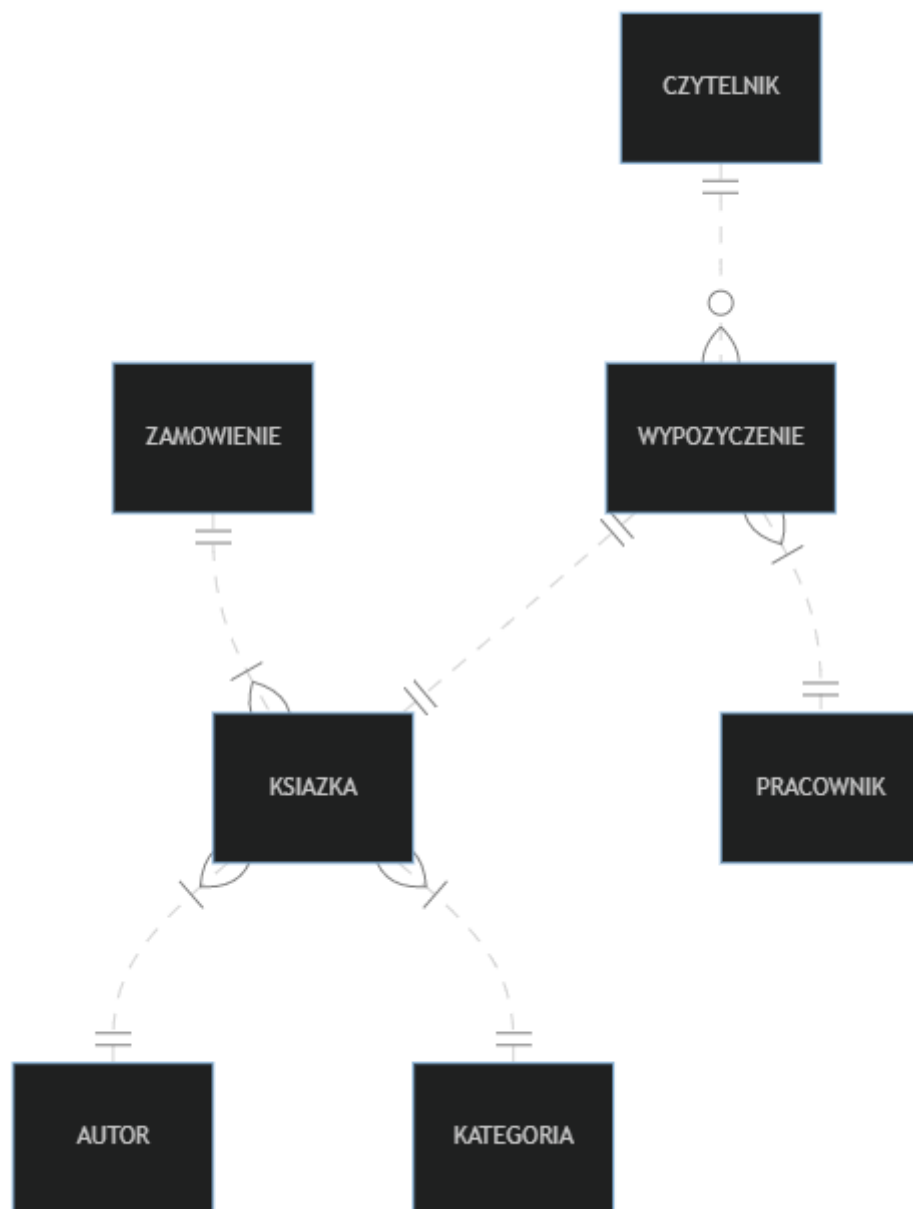 CZYTELNIK
ZAMOWIENIE
WYPOZYCZENIE
KSIAZKA
PRACOWNIK
AUTOR
KATEGORIA